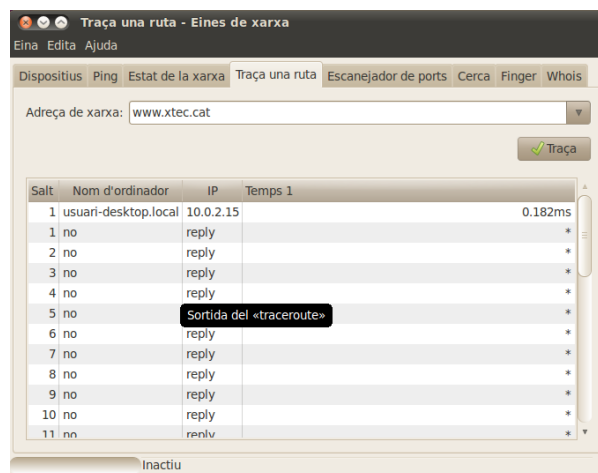 Traça una ruta - Eines de xarxa
Eina Edita Ajuda
Dispositius Ping Estat de la xarxa Traça una ruta Escanejador de ports Cerca Finger Whois
Adreça de xarxa: www.xtec.cat
Traça
Salt Nom d'ordinador IP Temps 1
1 usuari-desktop.local 10.0.2.15 0.182ms
1 no reply *
2 no reply *
3 no reply *
4 no reply *
5 no *
Sortida del «traceroute»
6 no reply *
7 no reply *
8 no reply *
9 no reply *
10 no reply *
11 no reply *
Inactiu